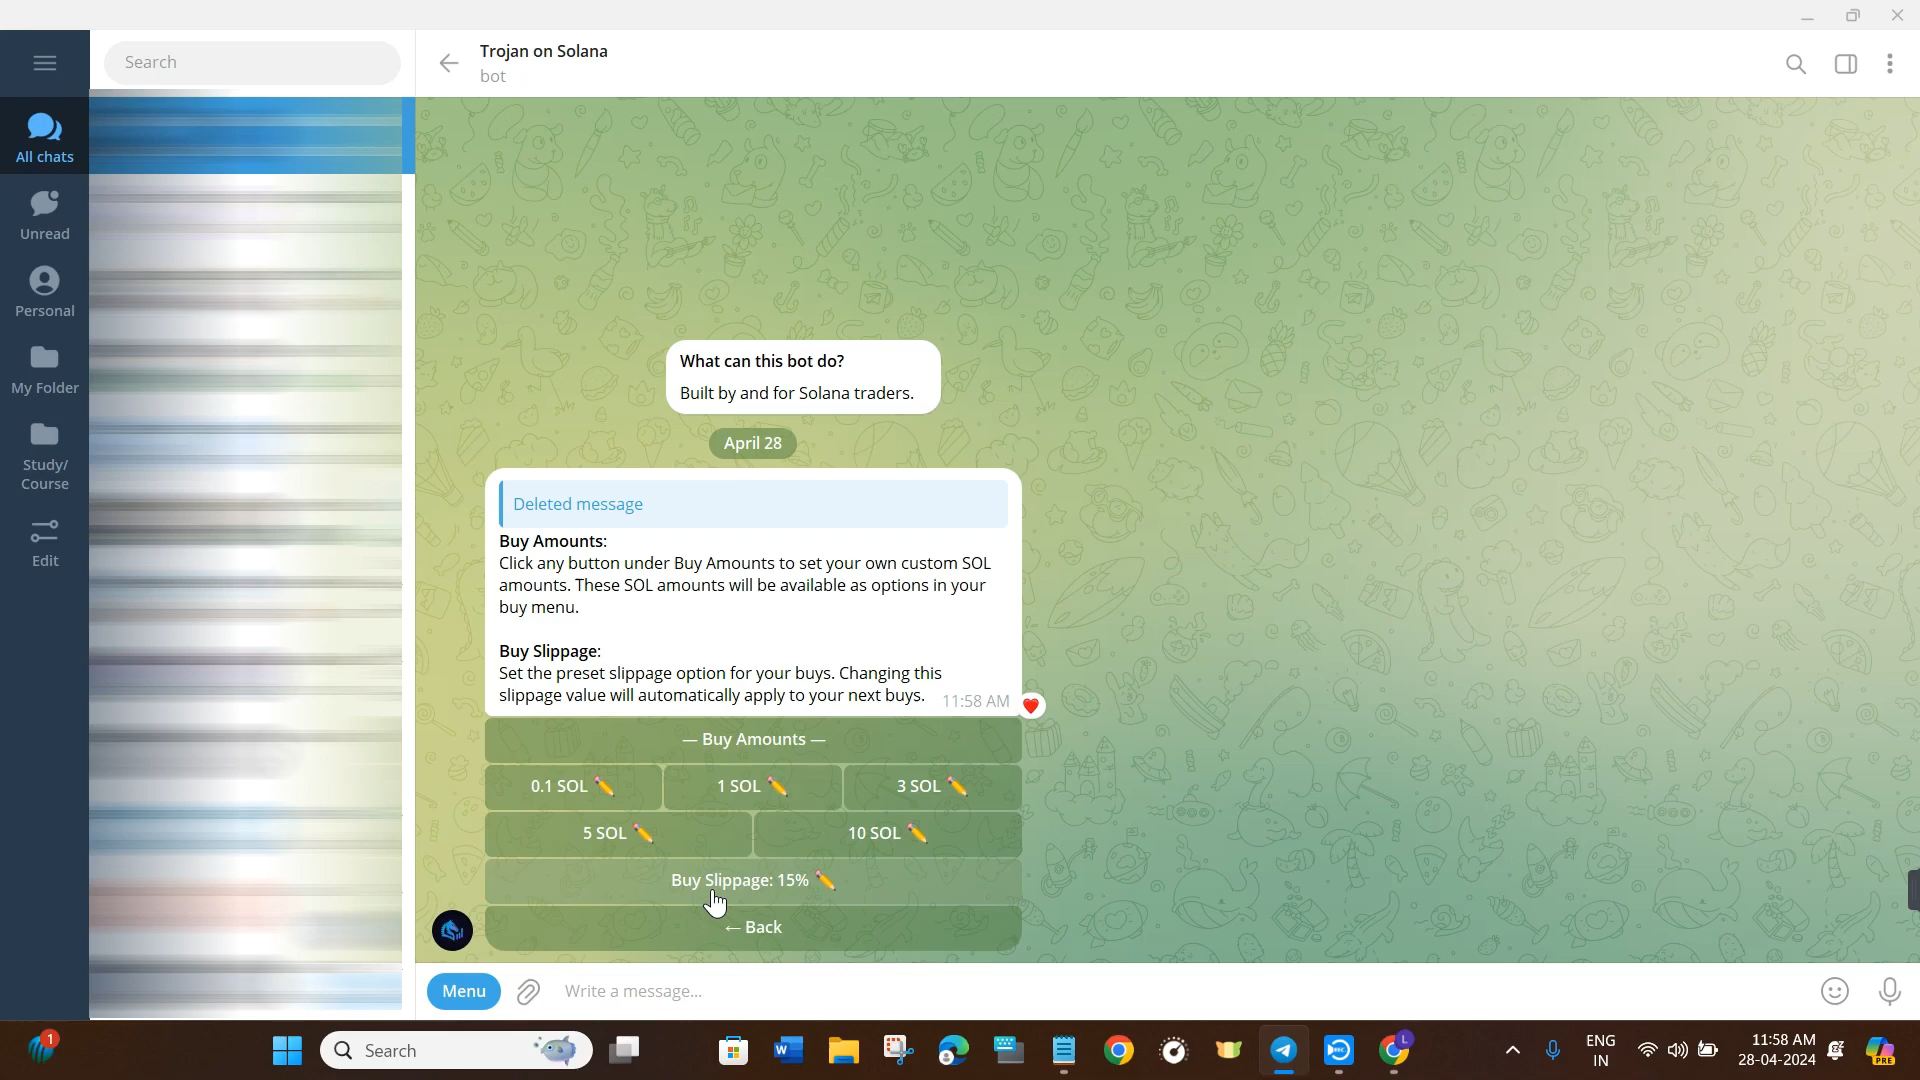 Search
Trojan on Solana
bot
All chats
Unread
Personal
My Folder
Study/
Course
Edit
What can this bot do?
Built by and for Solana traders.
April 28
Deleted message
Buy Amounts:
Click any button under Buy Amounts to set your own custom SOL
amounts. These SOL amounts will be available as options in your
buy menu.
Buy Slippage:
Set the preset slippage option for your buys. Changing this
slippage value will automatically apply to your next buys. 11:58 AM
— Buy Amounts —
0.1 SOL ✏️ 1 SOL ✏️ 3 SOL ✏️
5 SOL ✏️ 10 SOL ✏️
Buy Slippage: 15% ✏️
← Back
Menu
Write a message...
1
Search
W
L
ENG
IN
11:58 AM
28-04-2024
PRE